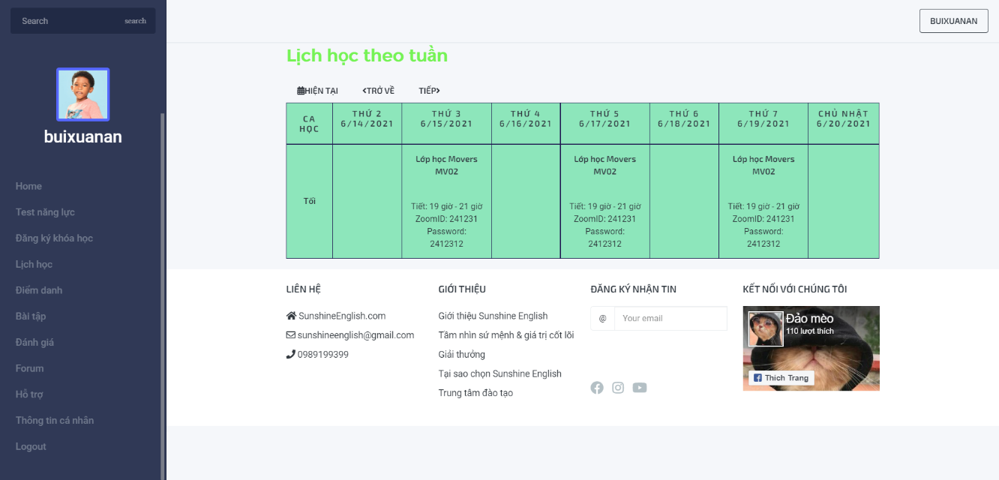 Search
search
BUIXUANAN
buixuanan
Home
Test năng lực
Đăng ký khóa học
Lịch học
Điểm danh
Bài tập
Đánh giá
Forum
Hỗ trợ
Thông tin cá nhân
Logout
Lịch học theo tuần
HIỆN TẠI
TRỞ VỀ
TIẾP
CA
HỌC
THỨ 2
6/14/2021
THỨ 3
6/15/2021
THỨ 4
6/16/2021
THỨ 5
6/17/2021
THỨ 6
6/18/2021
THỨ 7
6/19/2021
CHỦ NHẬT
6/20/2021
Tối
Lớp học Movers
MV02
Tiết: 19 giờ - 21 giờ
ZoomID: 241231
Password:
2412312
Lớp học Movers
MV02
Tiết: 19 giờ - 21 giờ
ZoomID: 241231
Password:
2412312
Lớp học Movers
MV02
Tiết: 19 giờ - 21 giờ
ZoomID: 241231
Password:
2412312
LIÊN HỆ
SunshineEnglish.com
sunshineenglish@gmail.com
0989199399
GIỚI THIỆU
Giới thiệu Sunshine English
Tầm nhìn sứ mệnh & giá trị cốt lõi
Giải thưởng
Tại sao chọn Sunshine English
Trung tâm đào tạo
ĐĂNG KÝ NHẬN TIN
@ Your email
KẾT NỐI VỚI CHÚNG TÔI
Đảo mèo
110 lượt thích
Thích Trang